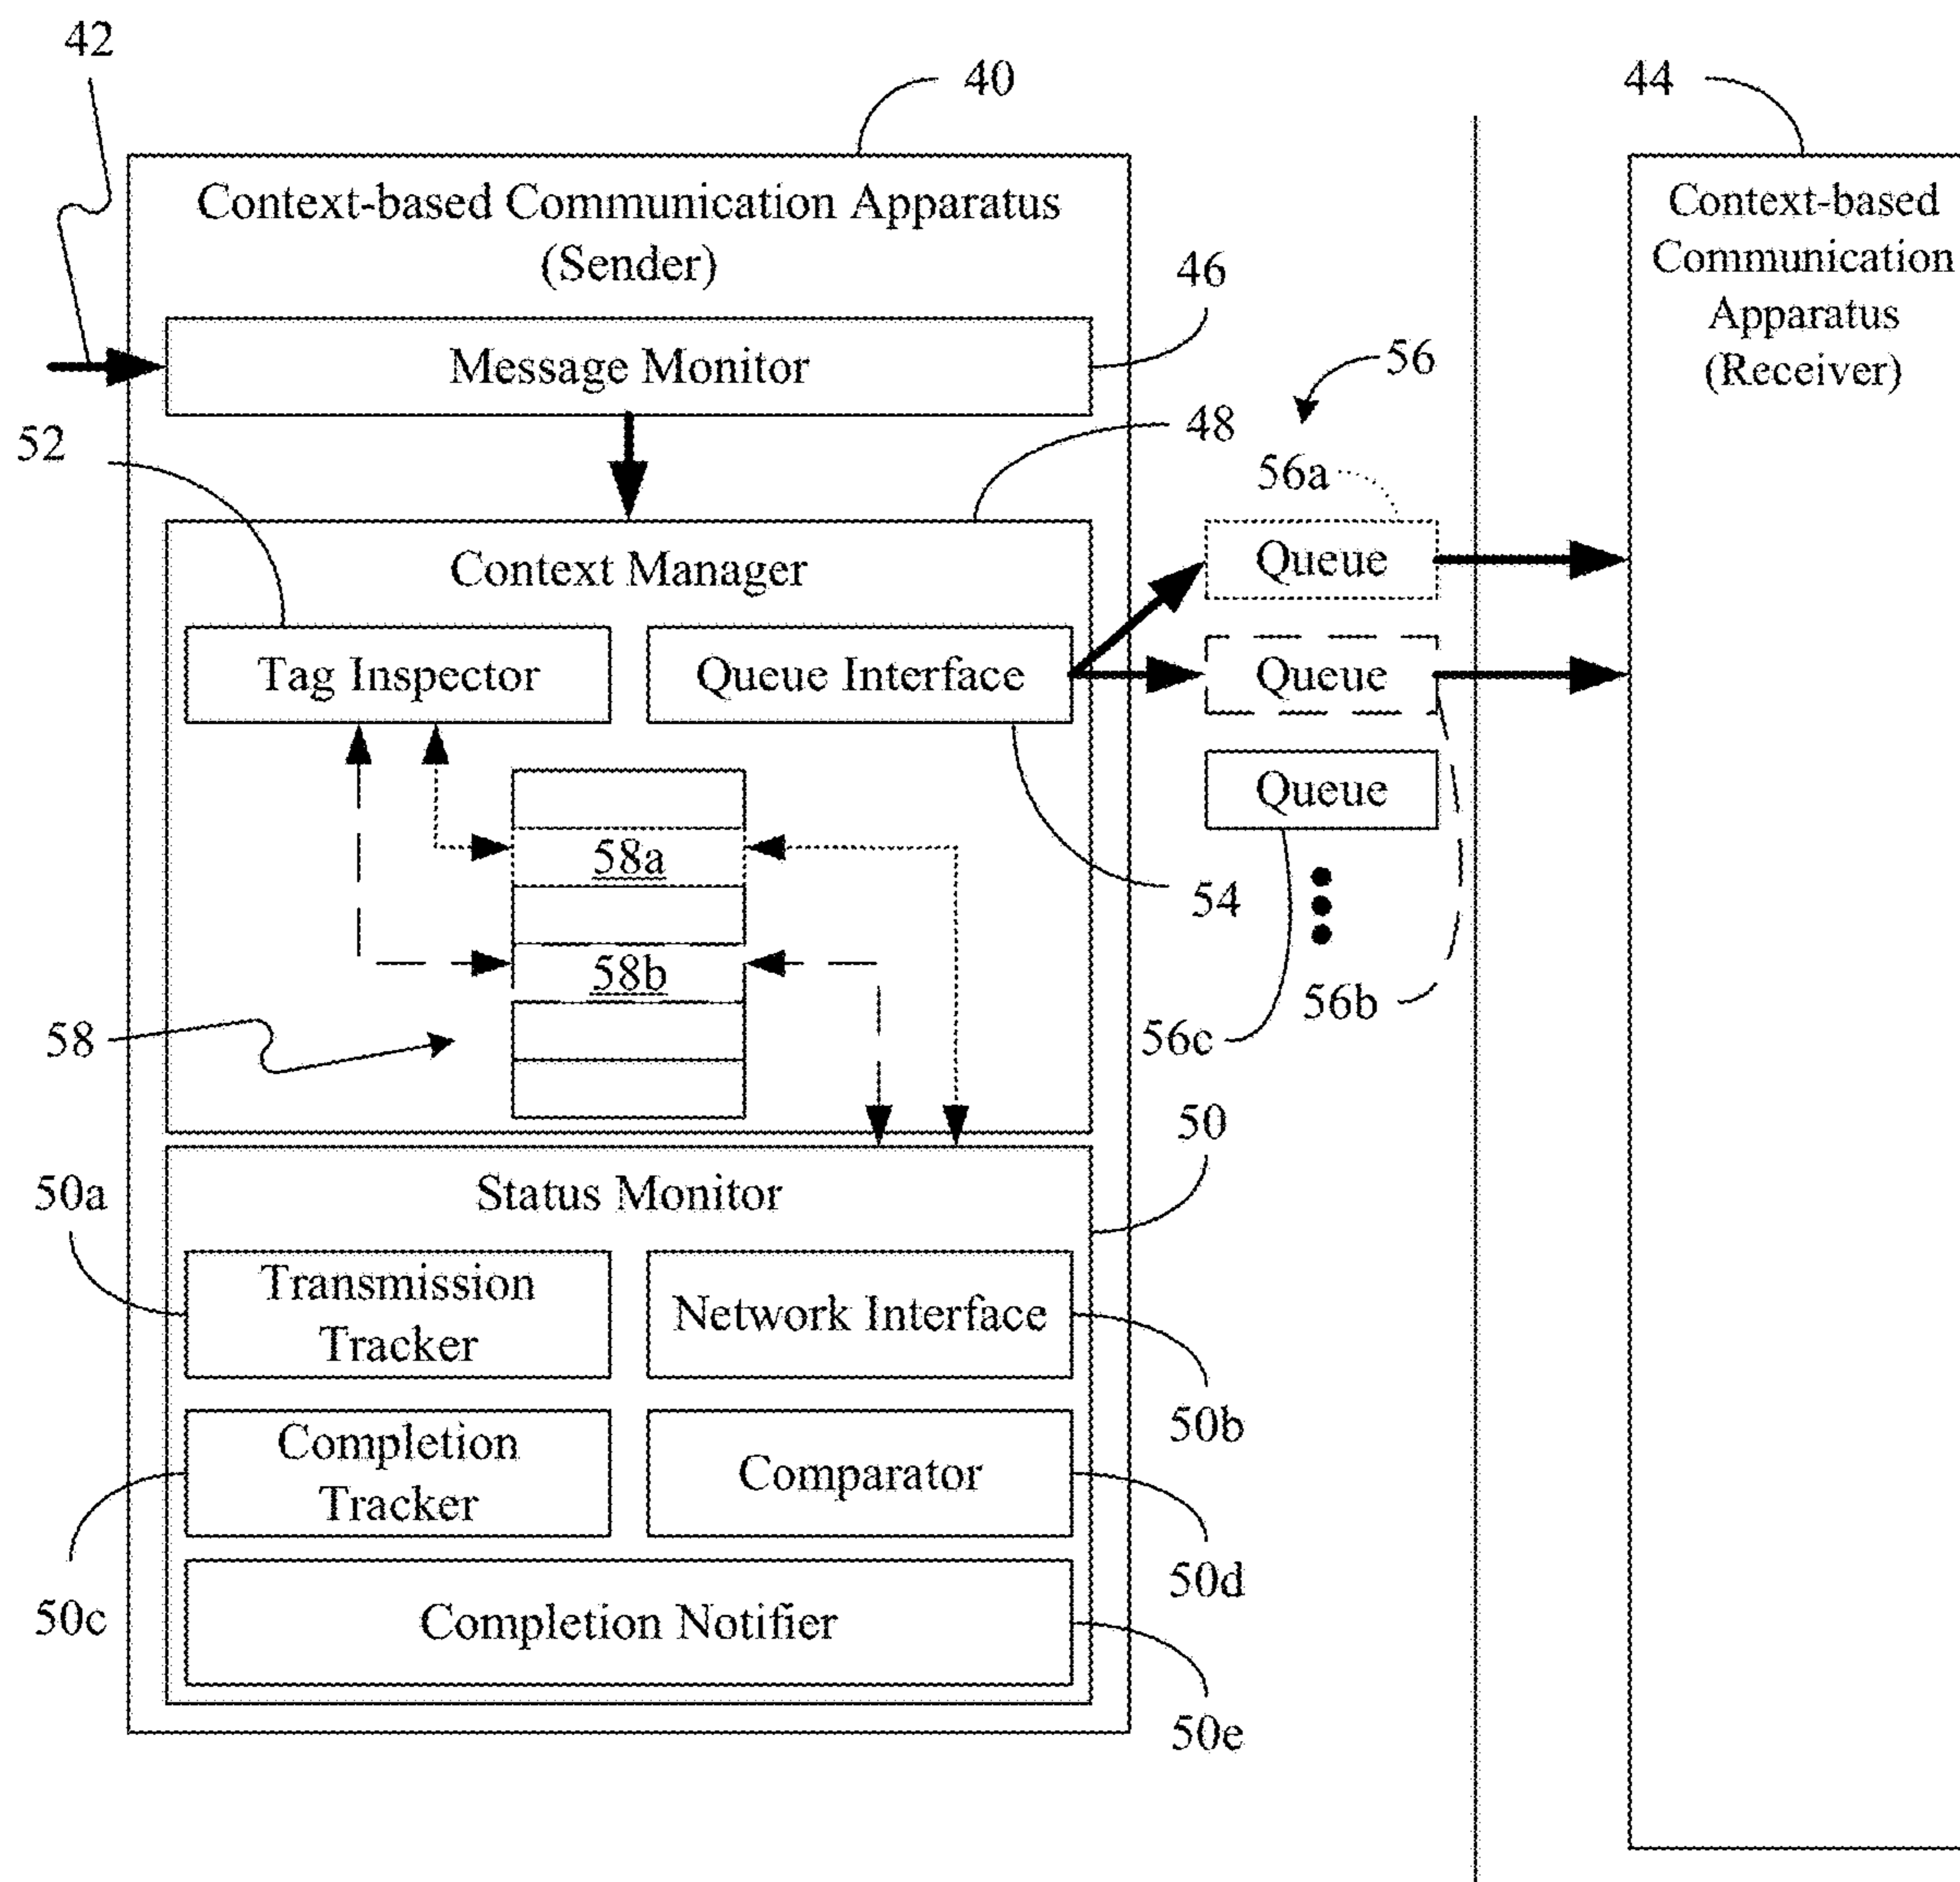 42
40
44
Context-based Communication Apparatus
(Sender)
Context-based
Communication
Apparatus
(Receiver)
46
Message Monitor
56
52
48
56a
Context Manager
Queue
Tag Inspector
Queue Interface
Queue
Queue
58a
54
58b
56b
58
56c
50
50a
Status Monitor
Transmission
Tracker
Network Interface
50b
Completion
Tracker
Comparator
50c
50d
Completion Notifier
50e